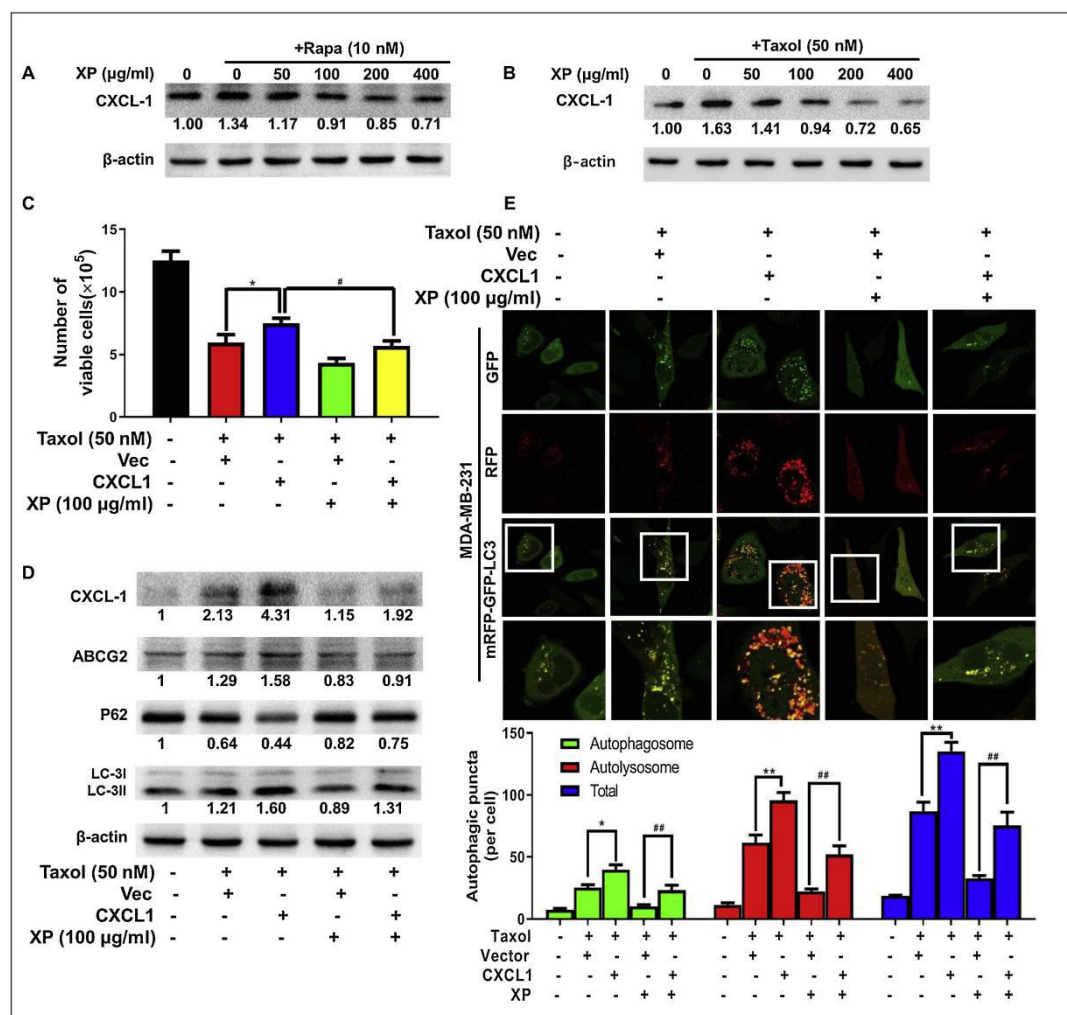 +Rapa (10 nM)
A XP (µg/ml) 0 0 50 100 200 400
CXCL-1
1.00 1.34 1.17 0.91 0.85 0.71
β-actin
+Taxol (50 nM)
B XP (µg/ml) 0 0 50 100 200 400
CXCL-1
1.00 1.63 1.41 0.94 0.72 0.65
β-actin
C
Number of
viable cells(×10⁵)
15
10
5
0
* #
Taxol (50 nM) - + + + +
Vec - + - + -
CXCL1 - - + - +
XP (100 µg/ml) - - - + +
D
CXCL-1
1 2.13 4.31 1.15 1.92
ABCG2
1 1.29 1.58 0.83 0.91
P62
1 0.64 0.44 0.82 0.75
LC-3I
LC-3II
1 1.21 1.60 0.89 1.31
β-actin
Taxol (50 nM) - + + + +
Vec - + - + -
CXCL1 - - + - +
XP (100 µg/ml) - - - + +
E
Taxol (50 nM) - + + + +
Vec - + - + -
CXCL1 - - + - +
XP (100 µg/ml) - - - + +
MDA-MB-231
GFP
RFP
mRFP-GFP-LC3
Autophagic puncta
(per cell)
150
100
50
0
Autophagosome
Autolysosome
Total
* ## ** ## ** ##
Taxol - + + + + - + + + + - + + + +
Vector - + - + - - + - + - - + - + -
CXCL1 - - + - + - - + - + - - + - +
XP - - - + + - - - + + - - - + +